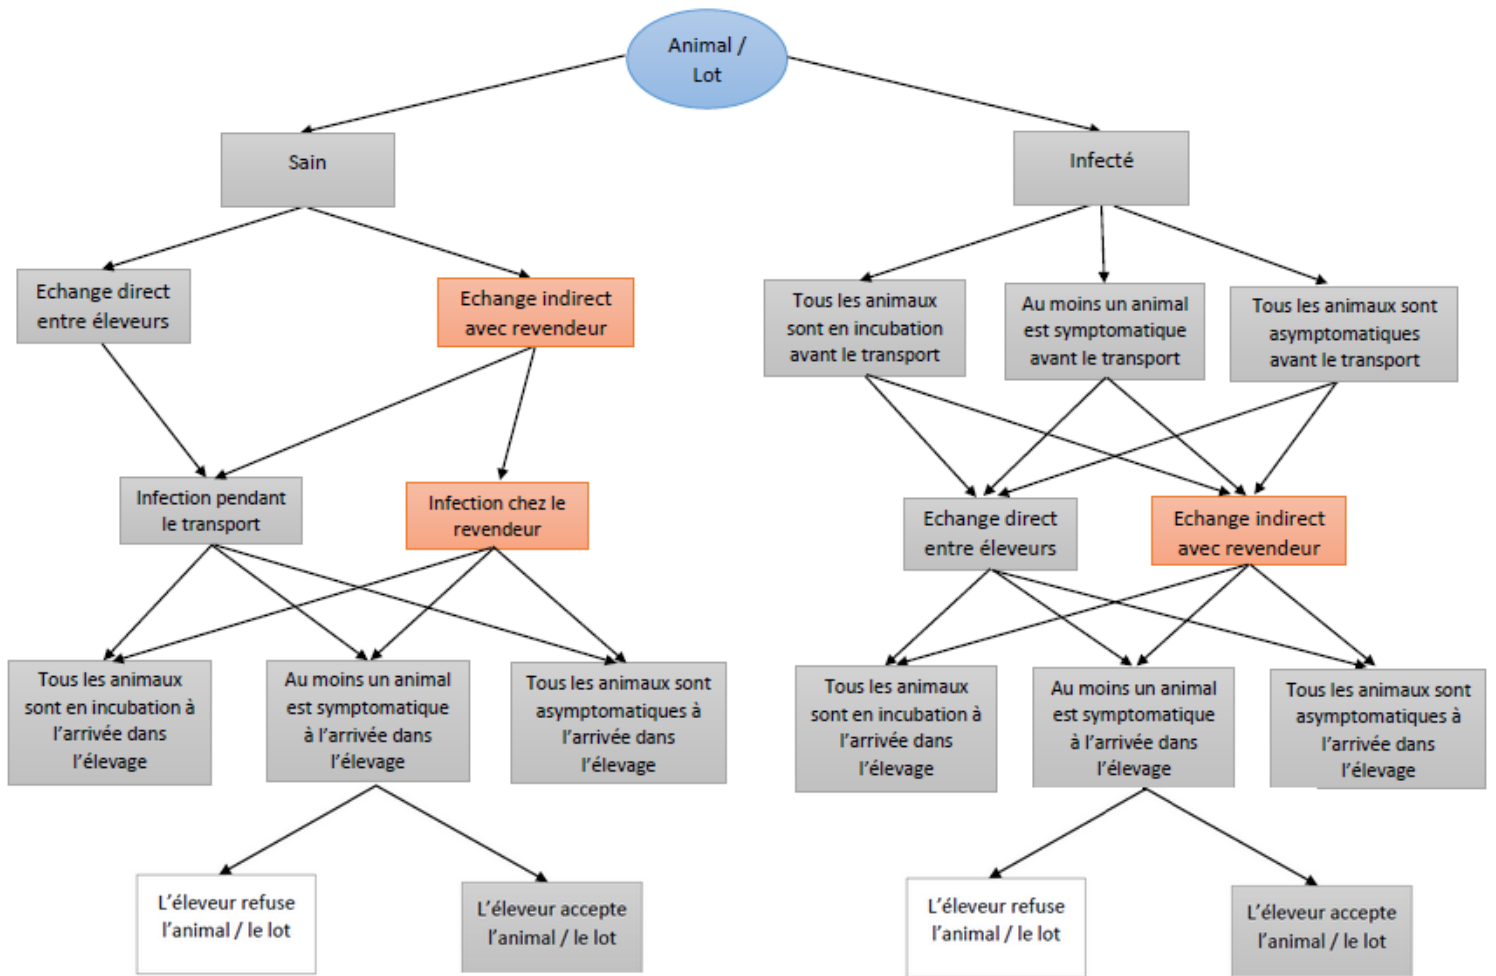 Animal /
Lot
Sain
Infecté
Echange direct
entre éleveurs
Echange indirect
avec revendeur
Tous les animaux
sont en incubation
avant le transport
Au moins un animal
est symptomatique
avant le transport
Tous les animaux sont
asymptomatiques
avant le transport
Infection pendant
le transport
Infection chez le
revendeur
Echange direct
entre éleveurs
Echange indirect
avec revendeur
Tous les animaux
sont en incubation à
l'arrivée dans
l'élevage
Au moins un animal
est symptomatique
à l'arrivée dans
l'élevage
Tous les animaux sont
asymptomatiques à
l'arrivée dans
l'élevage
Tous les animaux
sont en incubation à
l'arrivée dans
l'élevage
Au moins un animal
est symptomatique
à l'arrivée dans
l'élevage
Tous les animaux sont
asymptomatiques à
l'arrivée dans
l'élevage
L'éleveur refuse
l'animal / le lot
L'éleveur accepte
l'animal / le lot
L'éleveur refuse
l'animal / le lot
L'éleveur accepte
l'animal / le lot